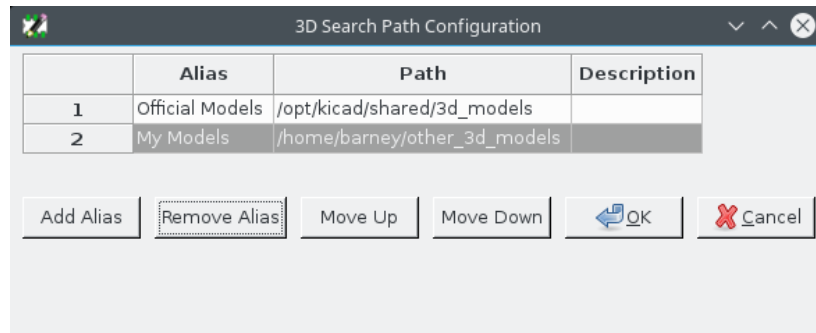 3D Search Path Configuration
Alias Path Description
1 Official Models /opt/kicad/shared/3d_models
2 My Models /home/barney/other_3d_models
Add Alias Remove Alias Move Up Move Down OK Cancel